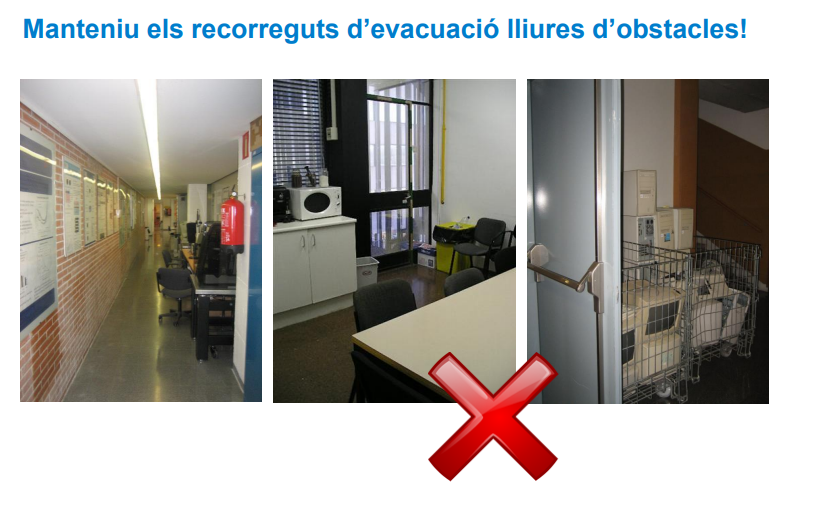 Manteniu els recorreguts d’evacuació lliures d’obstacles!